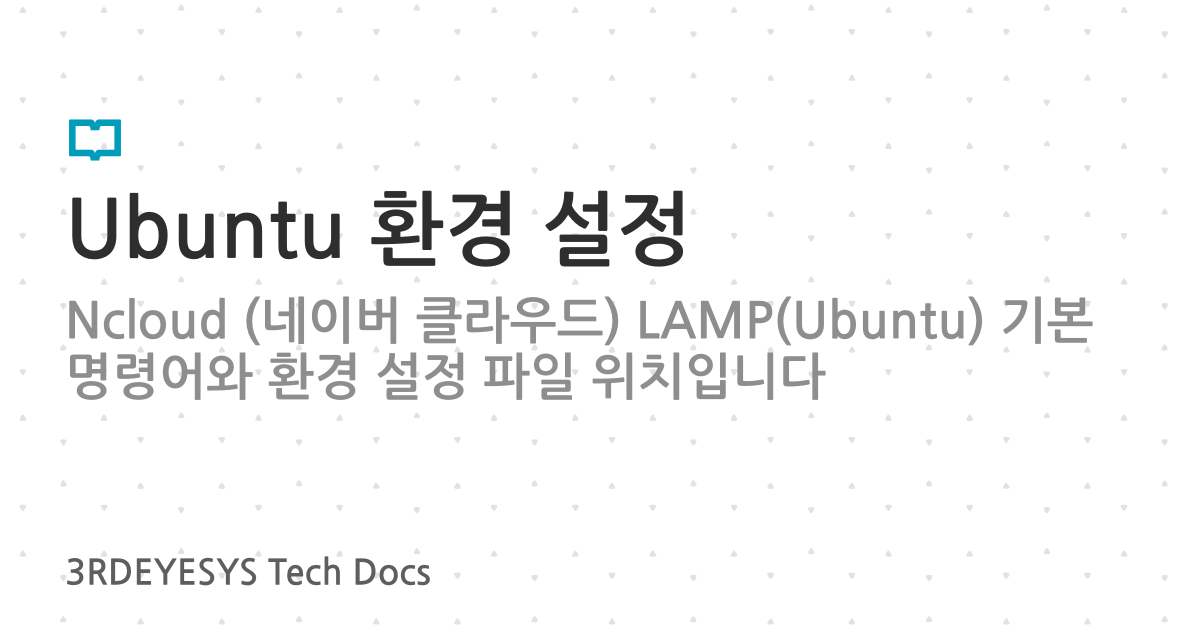 Ubuntu 환경 설정
Ncloud (네이버 클라우드) LAMP(Ubuntu) 기본
명령어와 환경 설정 파일 위치입니다
3RDEYESYS Tech Docs